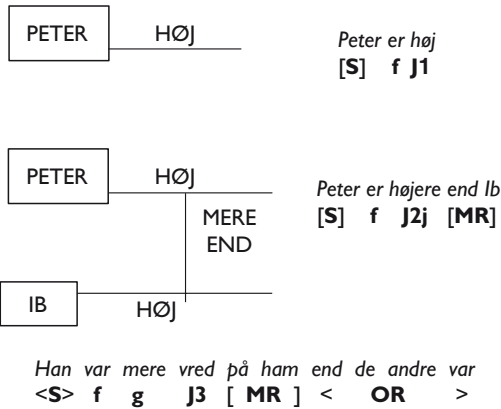 PETER HØJ
Peter er høj
[S] f J1
PETER HØJ
MERE
END
IB HØJ
Peter er højere end Ib
[S] f J2j [MR]
Han var mere vred på ham end de andre var
<S> f g J3 [ MR ] < OR >